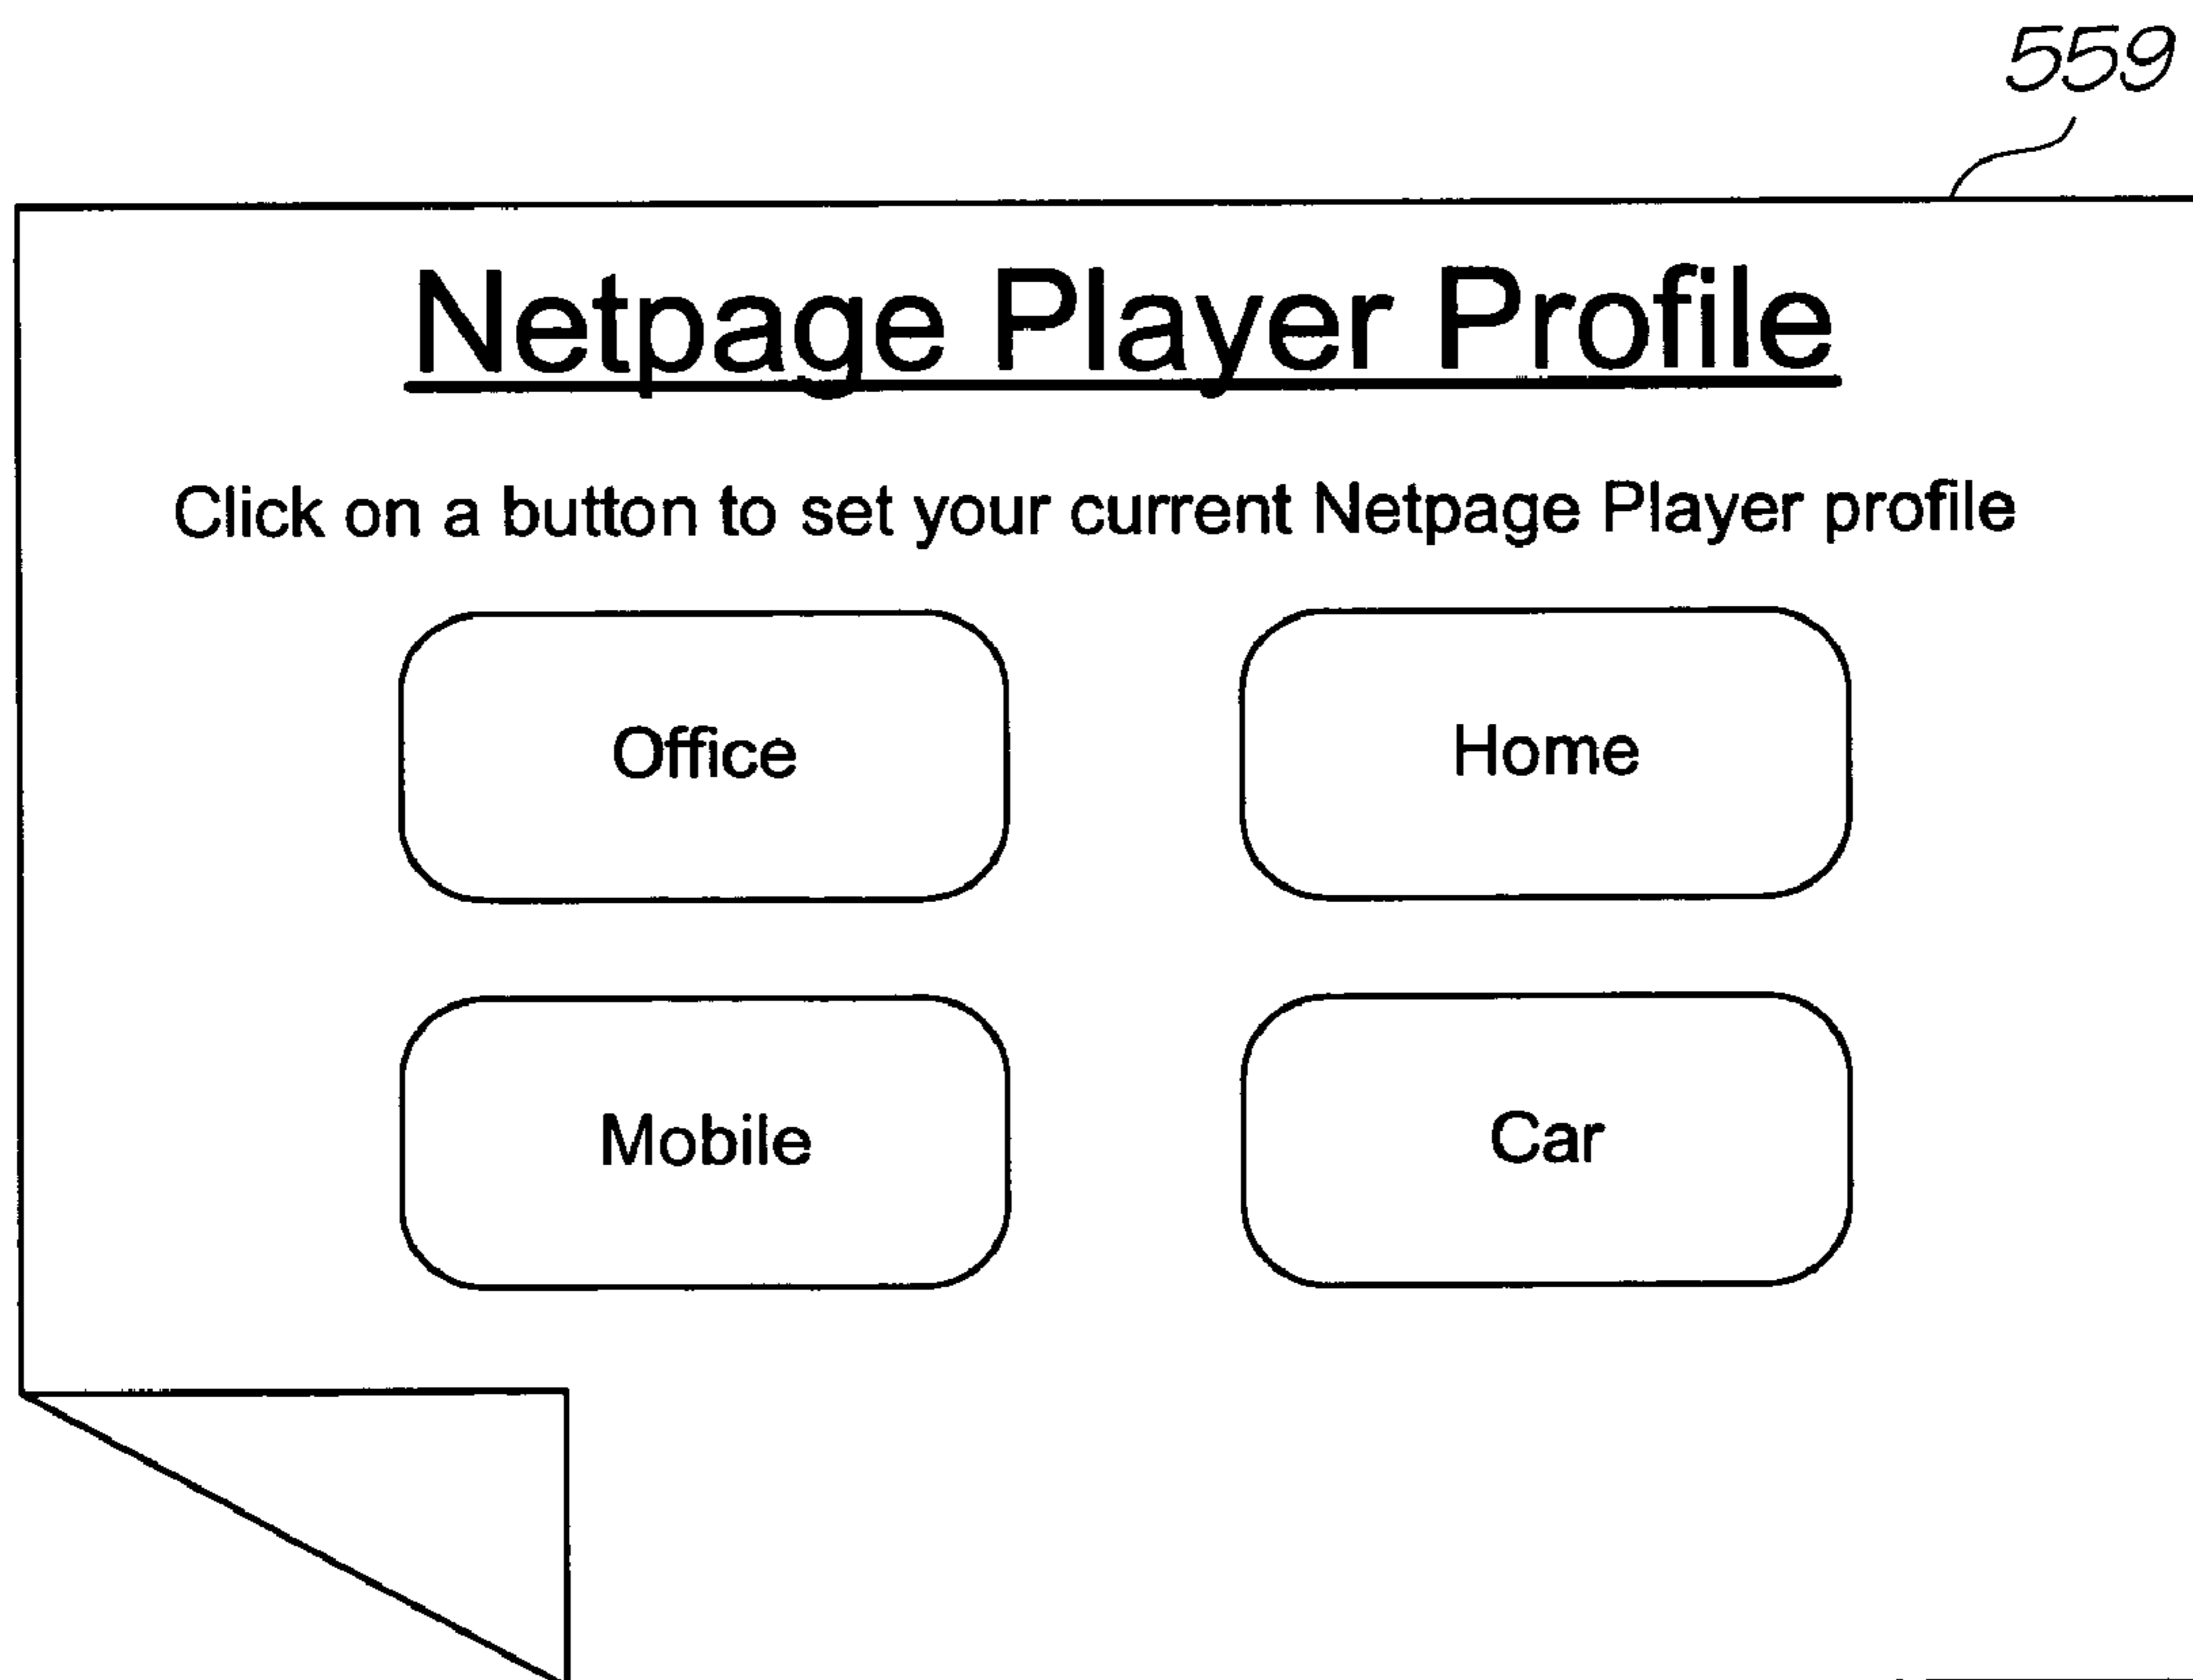 559
Netpage Player Profile
Click on a button to set your current Netpage Player profile
Office Home
Mobile Car